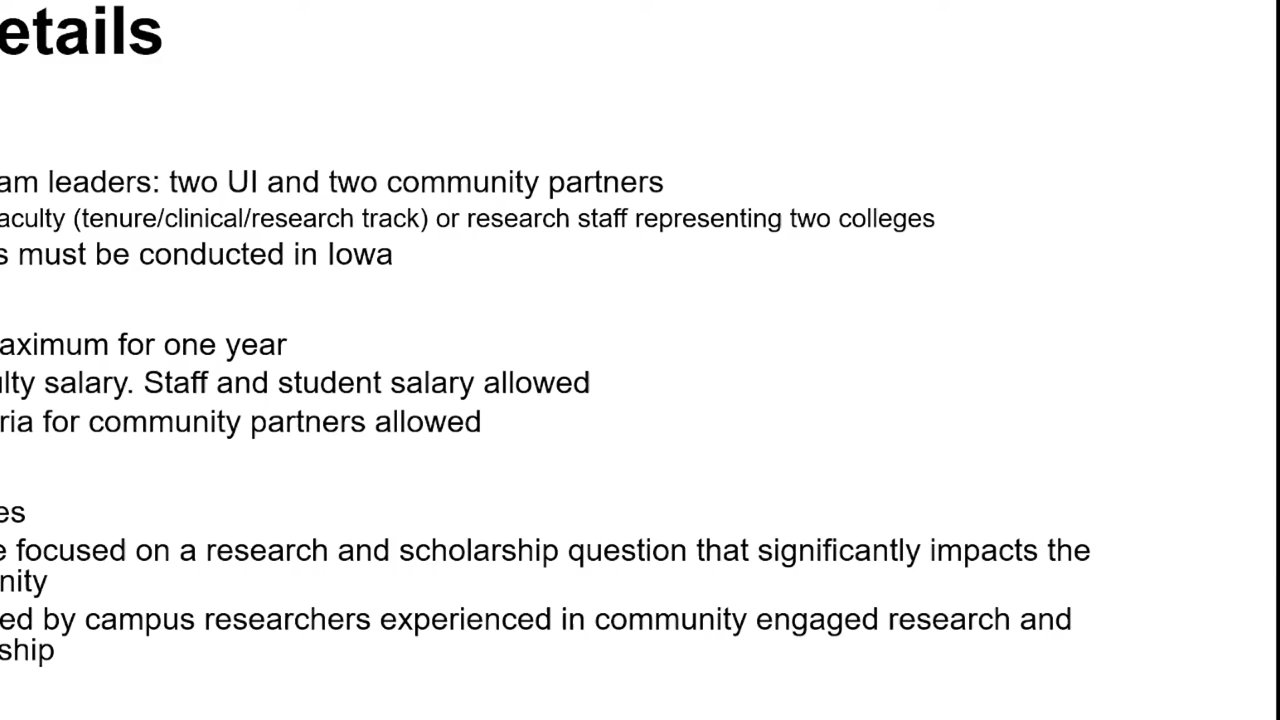 etails
am leaders: two UI and two community partners
aculty (tenure/clinical/research track) or research staff representing two colleges
s must be conducted in Iowa
aximum for one year
ulty salary. Staff and student salary allowed
ria for community partners allowed
es
e focused on a research and scholarship question that significantly impacts the
nity
ed by campus researchers experienced in community engaged research and
ship